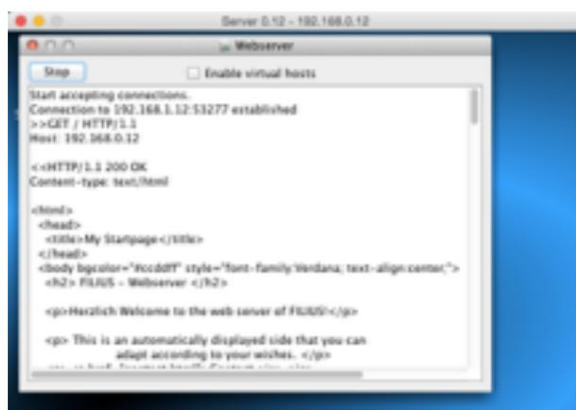 Server 0.12 - 192.168.0.12
Webserver
Stop
Enable virtual hosts
Start accepting connections.
Connection to 192.168.1.12:53277 established
>>GET / HTTP/1.1
Host: 192.168.0.12
<<HTTP/1.1 200 OK
Content-type: text/html
<html>
<head>
<title>My Startpage</title>
</head>
<body bgcolor="#ccddff" style="font-family:Verdana; text-align:center;">
<h2> FILIUS - Webserver </h2>
<p>Herzlich Welcome to the web server of FILIUS!</p>
<p> This is an automatically displayed side that you can
adapt according to your wishes. </p>